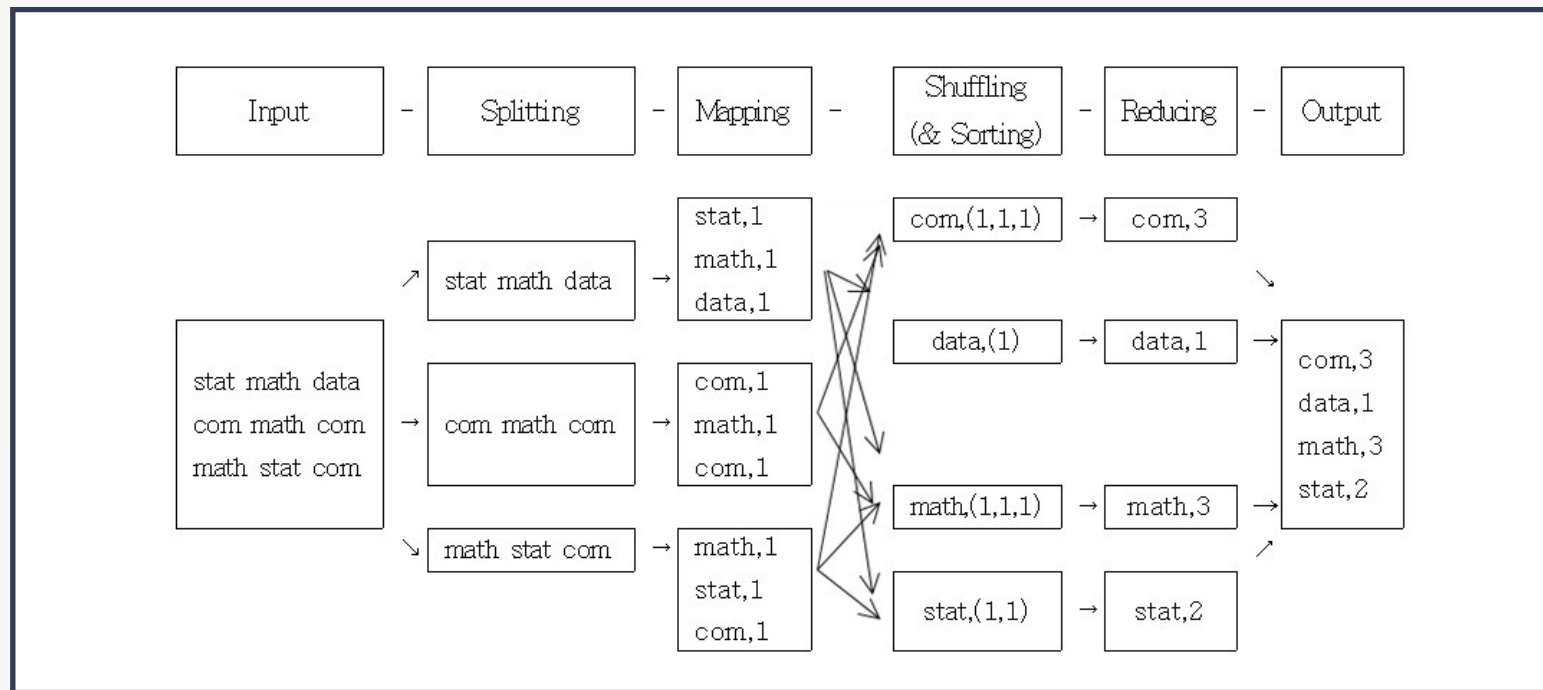 Input - Splitting - Mapping - Shuffling (& Sorting) - Reducing - Output
stat math data
com math com
math stat com
↗
→
↘
stat math data
com math com
math stat com
→
→
→
stat,1
math,1
data,1
com,1
math,1
com,1
math,1
stat,1
com,1
com,(1,1,1) → com,3
data,(1) → data,1
math,(1,1,1) → math,3
stat,(1,1) → stat,2
↘
→
→
↗
com,3
data,1
math,3
stat,2